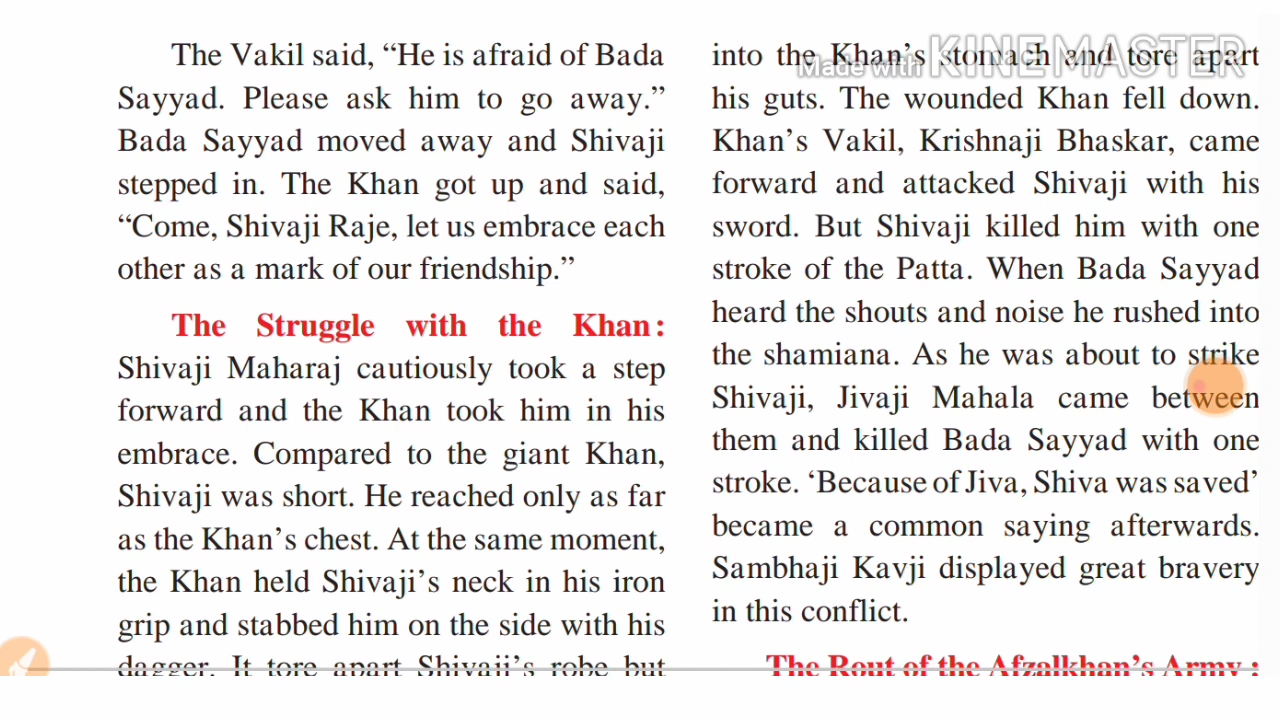 The Vakil said, “He is afraid of Bada
Sayyad. Please ask him to go away.”
Bada Sayyad moved away and Shivaji
stepped in. The Khan got up and said,
“Come, Shivaji Raje, let us embrace each
other as a mark of our friendship.”
The Struggle with the Khan :
Shivaji Maharaj cautiously took a step
forward and the Khan took him in his
embrace. Compared to the giant Khan,
Shivaji was short. He reached only as far
as the Khan’s chest. At the same moment,
the Khan held Shivaji’s neck in his iron
grip and stabbed him on the side with his
dagger. It tore apart Shivaji’s robe but
into the Khan’s stomach and tore apart
his guts. The wounded Khan fell down.
Khan’s Vakil, Krishnaji Bhaskar, came
forward and attacked Shivaji with his
sword. But Shivaji killed him with one
stroke of the Patta. When Bada Sayyad
heard the shouts and noise he rushed into
the shamiana. As he was about to strike
Shivaji, Jivaji Mahala came between
them and killed Bada Sayyad with one
stroke. ‘Because of Jiva, Shiva was saved’
became a common saying afterwards.
Sambhaji Kavji displayed great bravery
in this conflict.
The Rout of the Afzalkhan’s Army :
Made with KINEMASTER